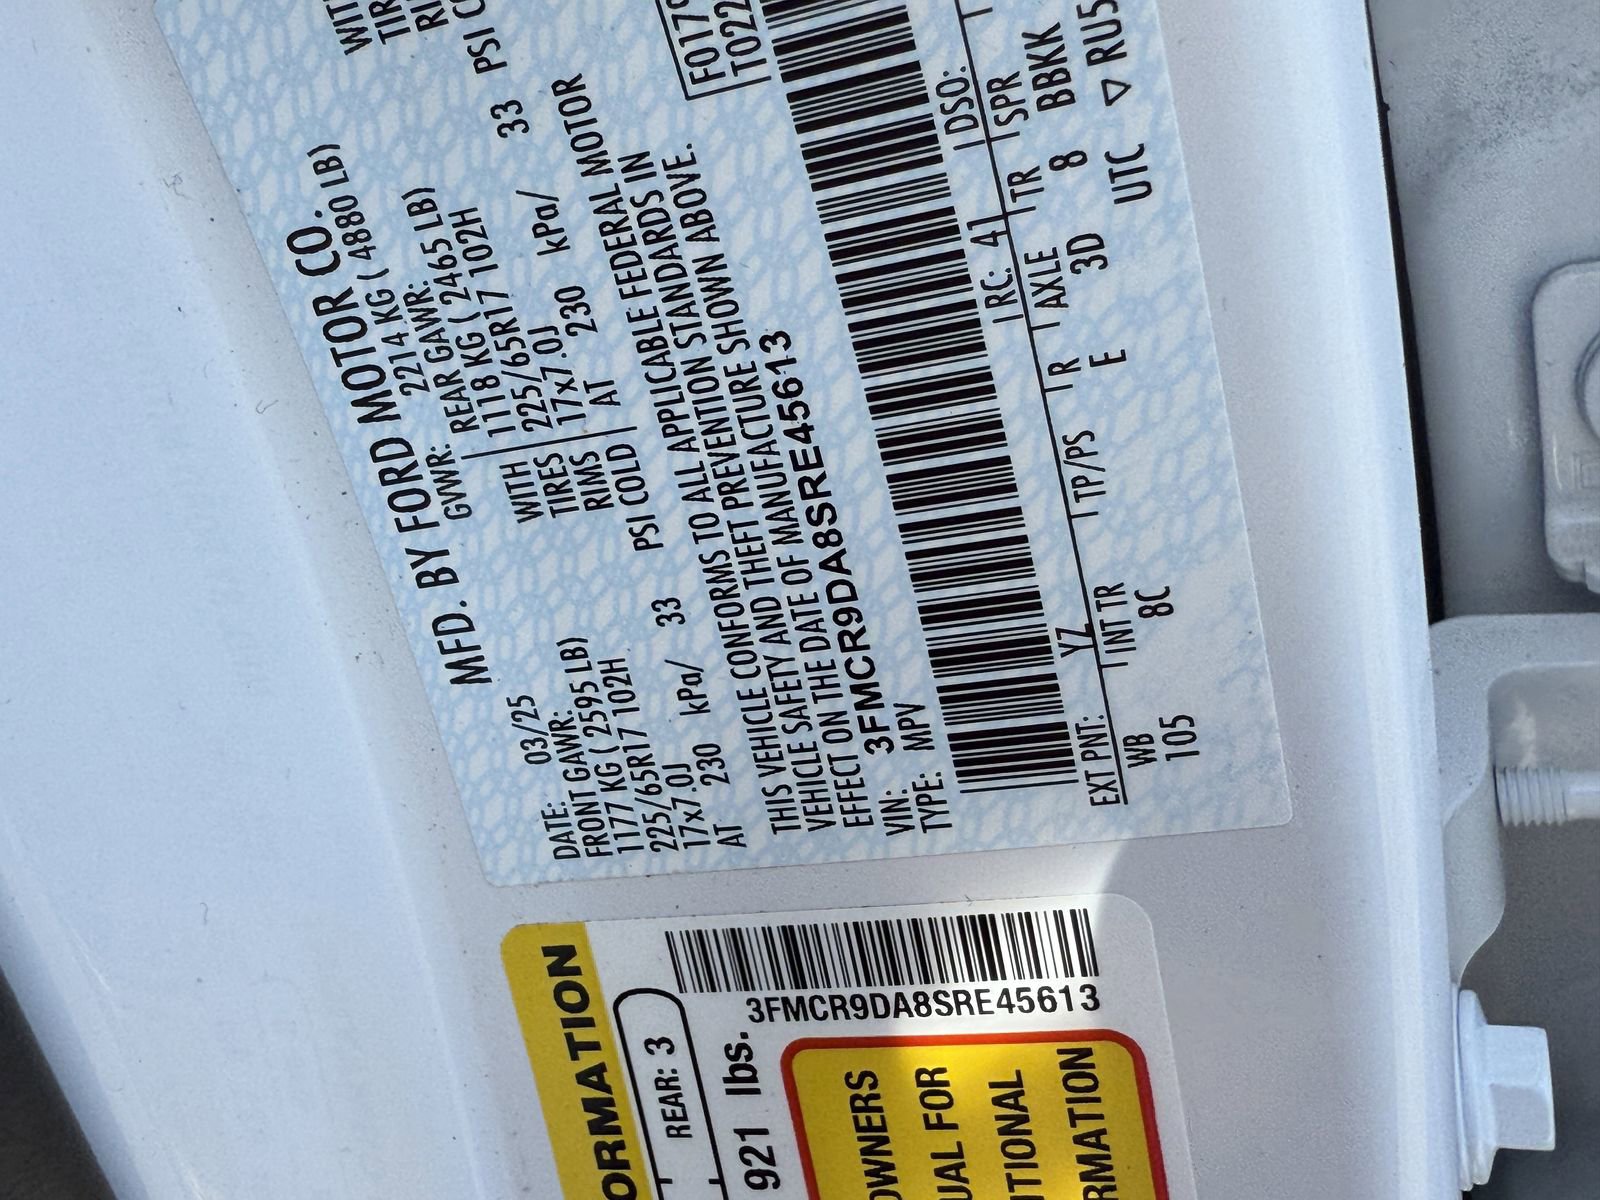 MFD. BY FORD MOTOR CO.
DATE: 03/25
GVWR: 2214 KG ( 4880 LB)
FRONT GAWR:
REAR GAWR:
1177 KG ( 2595 LB)
1118 KG ( 2465 LB)
225/65R17 102H
WITH
TIRES
225/65R17 102H
17x7.0J
RIMS
17x7.0J
AT 230 kPa/ 33 PSI COLD
AT 230 kPa/ 33 PSI C
THIS VEHICLE CONFORMS TO ALL APPLICABLE FEDERAL MOTOR
VEHICLE SAFETY AND THEFT PREVENTION STANDARDS IN
EFFECT ON THE DATE OF MANUFACTURE SHOWN ABOVE.
VIN: 3FMCR9DA8SRE45613
TYPE: MPV
F0179
T022
EXT PNT: YZ
RC: 41
DSO:
WB
INT TR
TP/PS
R
AXLE
TR
SPR
105
8C
E
3D
8
BBKK
UTC
▽ RU5
ORMATION
REAR: 3
921 lbs.
3FMCR9DA8SRE45613
OWNERS
UAL FOR
ITIONAL
RMATION